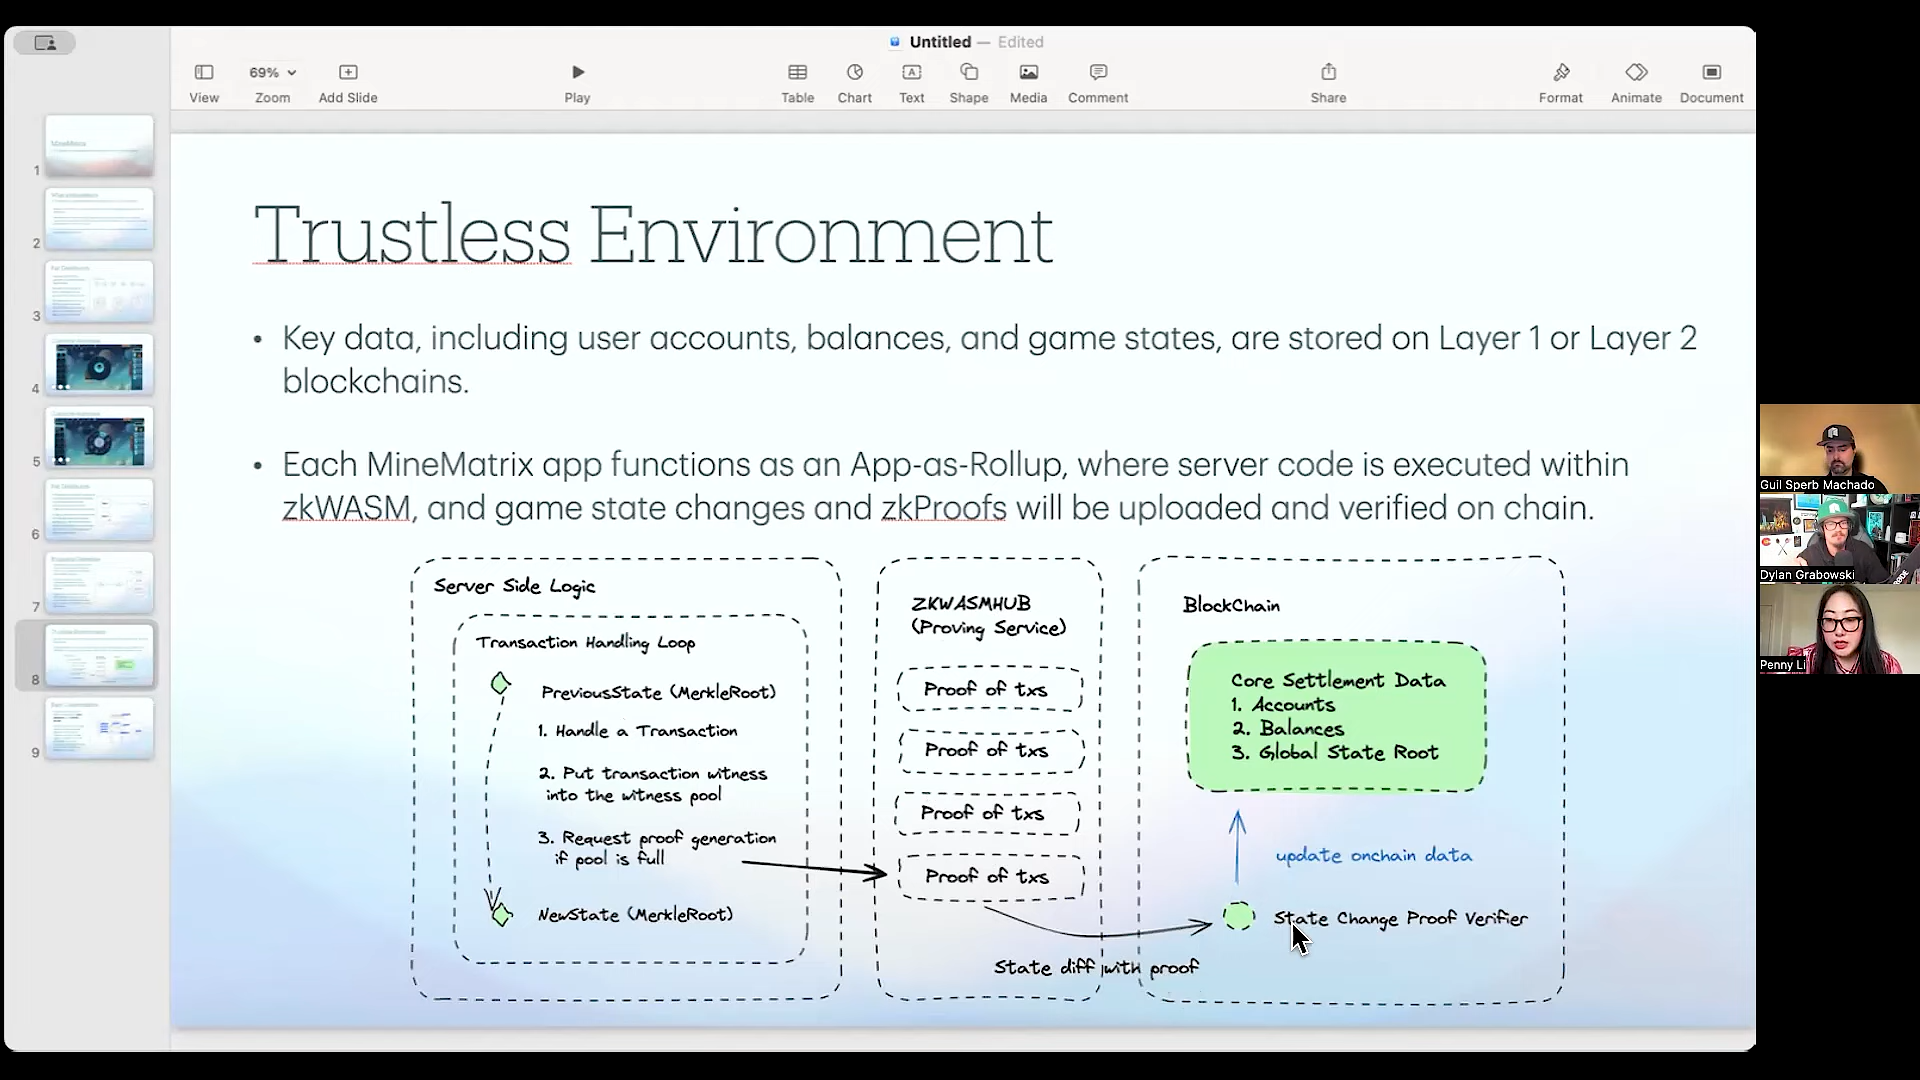 Untitled — Edited
View
69%
Zoom
Add Slide
Play
Table
Chart
Text
Shape
Media
Comment
Share
Format
Animate
Document
1
2
3
4
5
6
7
8
9
Trustless Environment
• Key data, including user accounts, balances, and game states, are stored on Layer 1 or Layer 2
blockchains.
• Each MineMatrix app functions as an App-as-Rollup, where server code is executed within
zkWASM, and game state changes and zkProofs will be uploaded and verified on chain.
Server Side Logic
Transaction Handling Loop
PreviousState (MerkleRoot)
1. Handle a Transaction
2. Put transaction witness
into the witness pool
3. Request proof generation
if pool is full
NewState (MerkleRoot)
ZKWASMHUB
(Proving Service)
Proof of txs
Proof of txs
Proof of txs
Proof of txs
State diff with proof
BlockChain
Core Settlement Data
1. Accounts
2. Balances
3. Global State Root
update onchain data
State Change Proof Verifier
Guil Sperb Machado
Dylan Grabowski
Penny Li